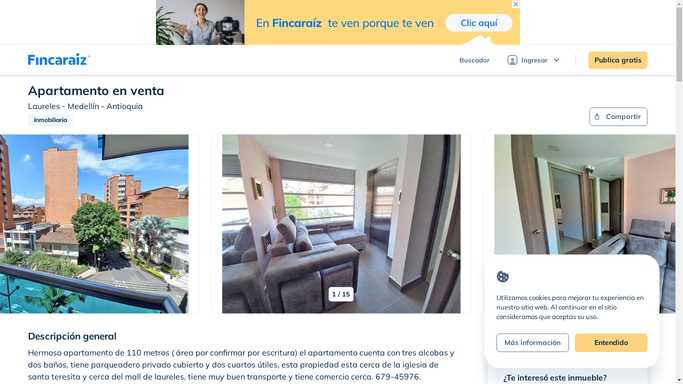 En Fincaraíz te ven porque te ven
Clic aquí
Fincaraiz
Buscador
Ingresar
Publica gratis
Apartamento en venta
Laureles - Medellín - Antioquia
Inmobiliaria
Compartir
1 / 15
Utilizamos cookies para mejorar tu experiencia en
nuestro sitio web. Al continuar en el sitio
consideramos que aceptas su uso.
Más información
Entendido
Descripción general
Hermoso apartamento de 110 metros ( área por confirmar por escritura) el apartamento cuenta con tres alcobas y
dos baños, tiene parqueadero privado cubierto y dos cuartos útiles, esta propiedad esta cerca de la iglesia de
santa teresita y cerca del mall de laureles, tiene muy buen transporte y tiene comercio cerca. 679-45976.
¿Te interesó este inmueble?